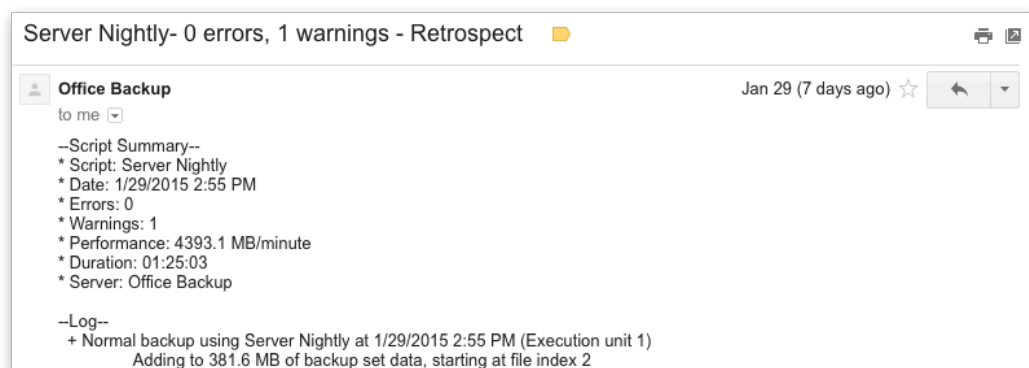 Server Nightly- 0 errors, 1 warnings - Retrospect
Office Backup
Jan 29 (7 days ago)
to me
--Script Summary--
* Script: Server Nightly
* Date: 1/29/2015 2:55 PM
* Errors: 0
* Warnings: 1
* Performance: 4393.1 MB/minute
* Duration: 01:25:03
* Server: Office Backup
--Log--
+ Normal backup using Server Nightly at 1/29/2015 2:55 PM (Execution unit 1)
Adding to 381.6 MB of backup set data, starting at file index 2